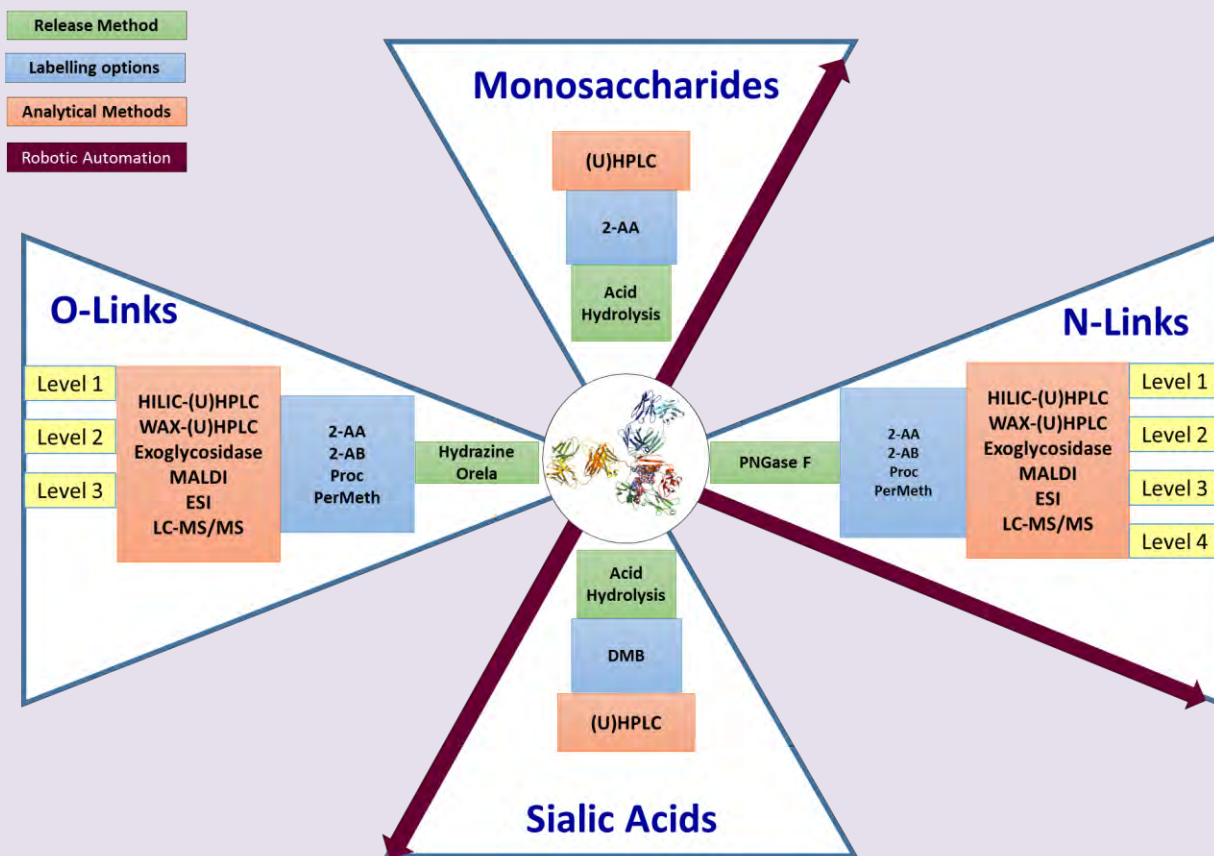 Release Method
Labelling options
Analytical Methods
Robotic Automation
Monosaccharides
(U)HPLC
2-AA
Acid
Hydrolysis
O-Links
Level 1
Level 2
Level 3
HILIC-(U)HPLC
WAX-(U)HPLC
Exoglycosidase
MALDI
ESI
LC-MS/MS
2-AA
2-AB
Proc
PerMeth
Hydrazine
Orela
N-Links
PNGase F
2-AA
2-AB
Proc
PerMeth
HILIC-(U)HPLC
WAX-(U)HPLC
Exoglycosidase
MALDI
ESI
LC-MS/MS
Level 1
Level 2
Level 3
Level 4
Acid
Hydrolysis
DMB
(U)HPLC
Sialic Acids